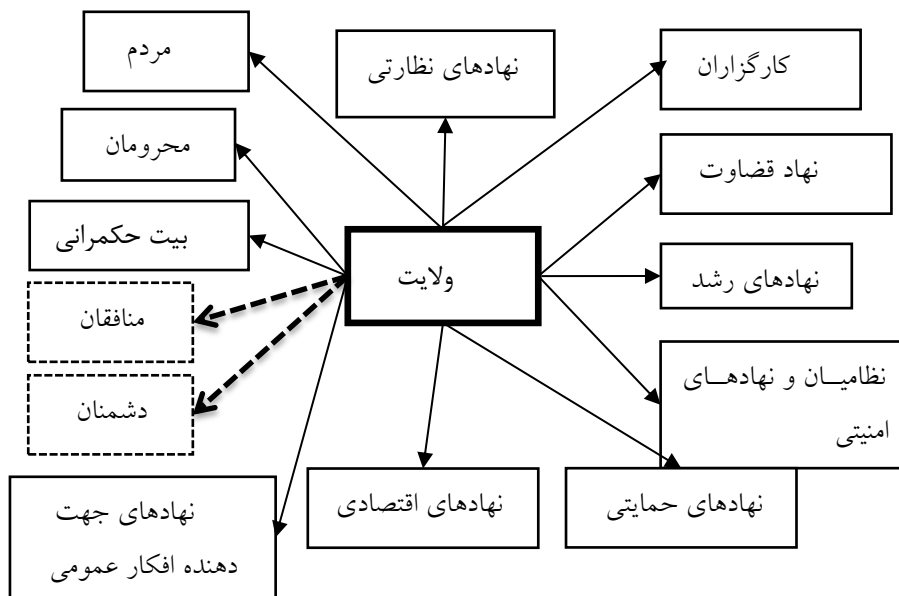 مردم
نهادهای نظارتی
کارگزاران
محرومان
نهاد قضاوت
بیت حکمرانی
ولایت
نهادهای رشد
منافقان
نظامیان و نهادهای
امنیتی
دشمنان
نهادهای جهت
دهنده افکار عمومی
نهادهای اقتصادی
نهادهای حمایتی